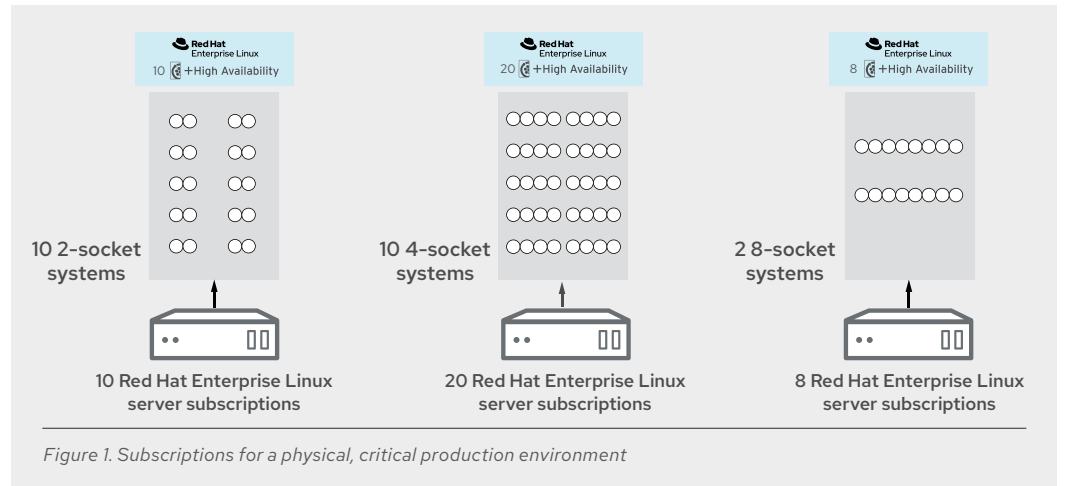 Red Hat
Enterprise Linux
10 +High Availability
10 2-socket
systems
10 Red Hat Enterprise Linux
server subscriptions
Red Hat
Enterprise Linux
20 +High Availability
10 4-socket
systems
20 Red Hat Enterprise Linux
server subscriptions
Red Hat
Enterprise Linux
8 +High Availability
2 8-socket
systems
8 Red Hat Enterprise Linux
server subscriptions
Figure 1. Subscriptions for a physical, critical production environment